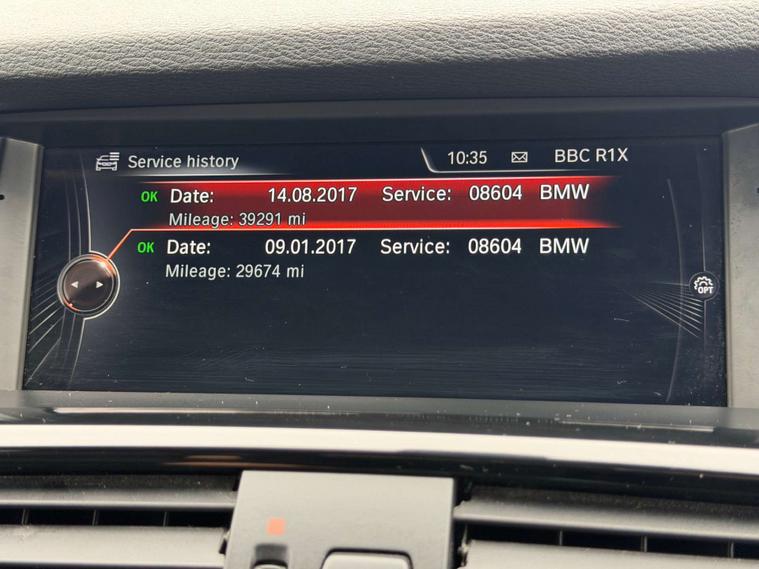 Service history 10:35 BBC R1X
OK Date: 14.08.2017 Service: 08604 BMW
Mileage: 39291 mi
OK Date: 09.01.2017 Service: 08604 BMW
Mileage: 29674 mi
OPT